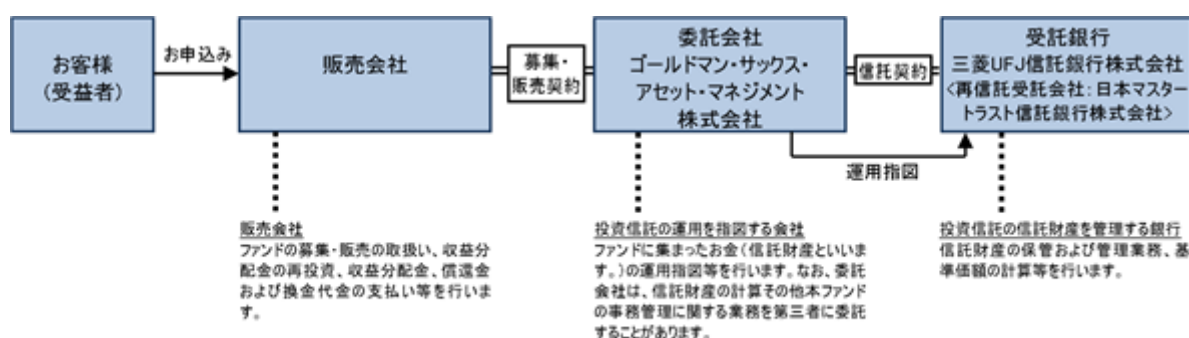 お客様
(受益者)
お申込み
販売会社
募集・
販売契約
委託会社
ゴールドマン・サックス・
アセット・マネジメント
株式会社
信託契約
受託銀行
三菱UFJ信託銀行株式会社
<再信託受託会社:日本マスター
トラスト信託銀行株式会社>
運用指図
販売会社
ファンドの募集・販売の取扱い、収益分
配金の再投資、収益分配金、償還金
および換金代金の支払い等を行いま
す。
投資信託の運用を指図する会社
ファンドに集まったお金(信託財産といいま
す。)の運用指図等を行います。なお、委託
会社は、信託財産の計算その他本ファンド
の事務管理に関する業務を第三者に委託
することがあります。
投資信託の信託財産を管理する銀行
信託財産の保管および管理業務、基
準価額の計算等を行います。